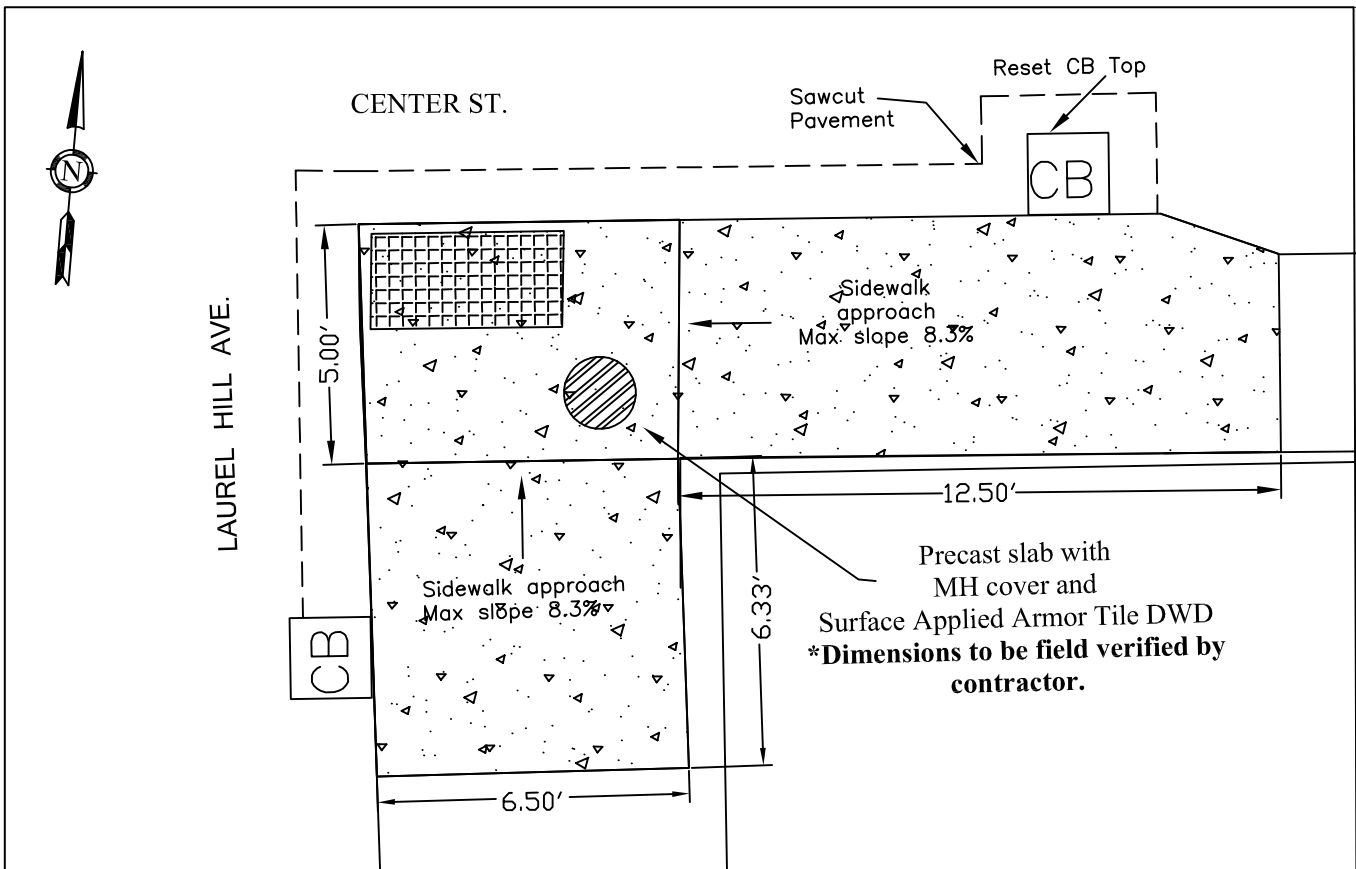 CENTER ST.
Reset CB Top
Sawcut
Pavement
N
CB
Sidewalk
approach
Max slope 8.3%
5.00'
LAUREL HILL AVE.
12.50'
Sidewalk approach
Max slope 8.3%
6.33'
Precast slab with
MH cover and
Surface Applied Armor Tile DWD
*Dimensions to be field verified by
contractor.
CB
6.50'